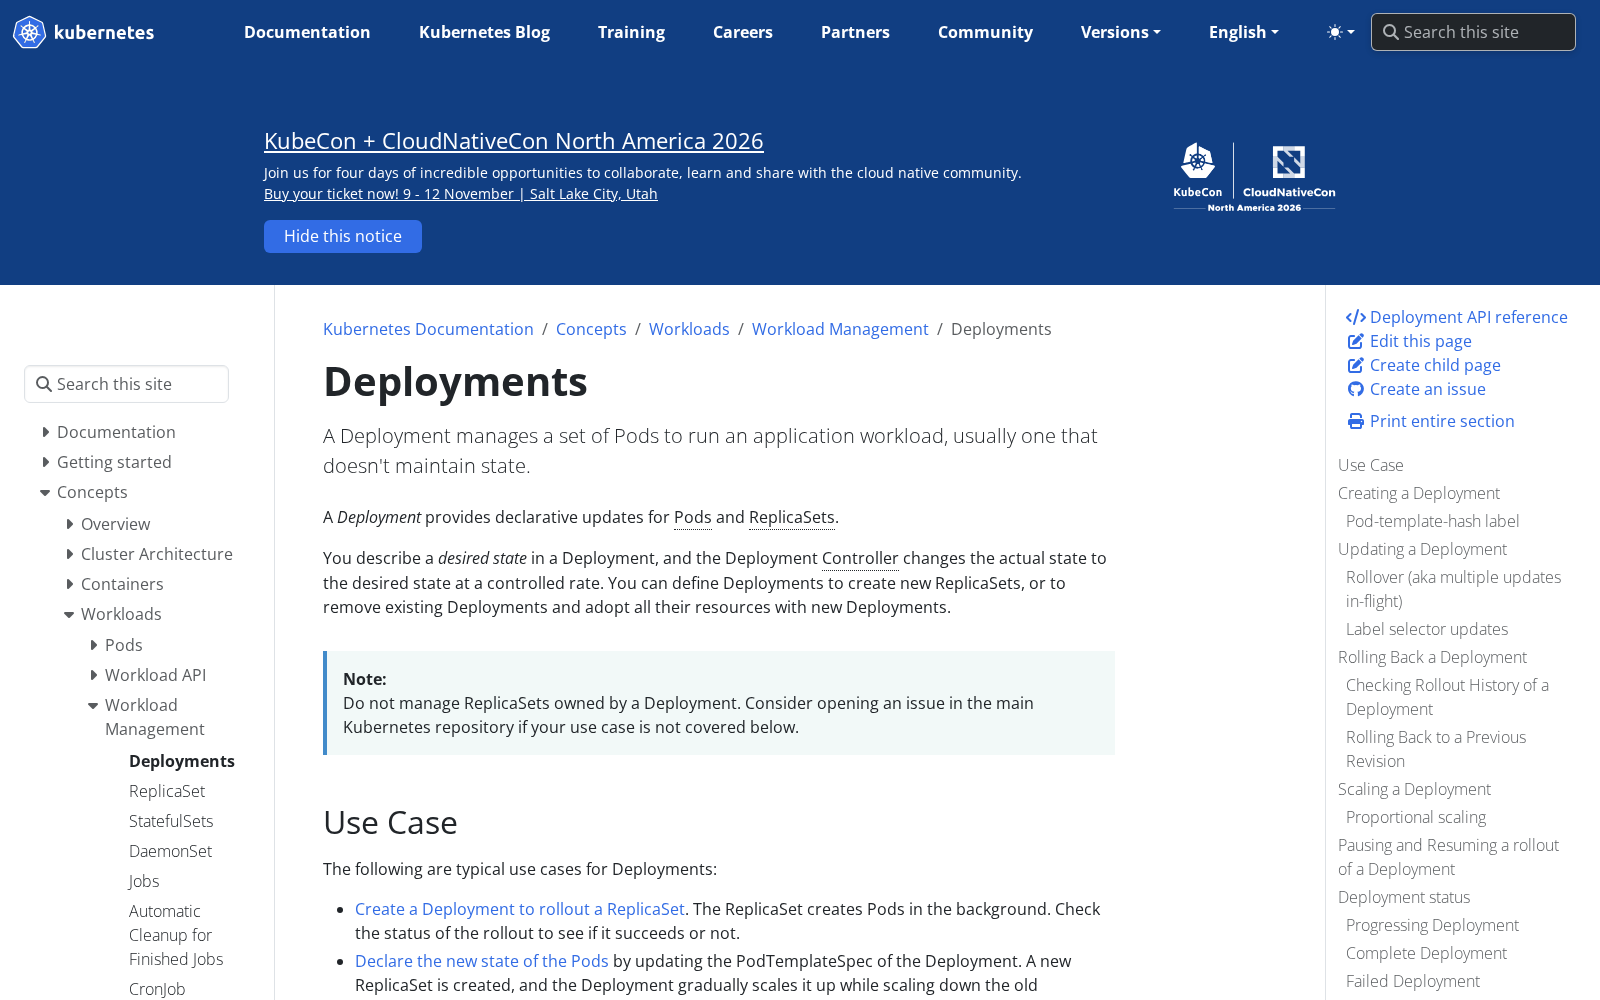 kubernetes
Documentation
Kubernetes Blog
Training
Careers
Partners
Community
Versions
English
Search this site
KubeCon + CloudNativeCon North America 2026
Join us for four days of incredible opportunities to collaborate, learn and share with the cloud native community.
Buy your ticket now! 9 - 12 November | Salt Lake City, Utah
Hide this notice
KubeCon
CloudNativeCon
North America 2026
Search this site
Documentation
Getting started
Concepts
Overview
Cluster Architecture
Containers
Workloads
Pods
Workload API
Workload
Management
Deployments
ReplicaSet
StatefulSets
DaemonSet
Jobs
Automatic
Cleanup for
Finished Jobs
CronJob
Kubernetes Documentation / Concepts / Workloads / Workload Management / Deployments
Deployments
A Deployment manages a set of Pods to run an application workload, usually one that
doesn't maintain state.
A Deployment provides declarative updates for Pods and ReplicaSets.
You describe a desired state in a Deployment, and the Deployment Controller changes the actual state to
the desired state at a controlled rate. You can define Deployments to create new ReplicaSets, or to
remove existing Deployments and adopt all their resources with new Deployments.
Note:
Do not manage ReplicaSets owned by a Deployment. Consider opening an issue in the main
Kubernetes repository if your use case is not covered below.
Use Case
The following are typical use cases for Deployments:
Create a Deployment to rollout a ReplicaSet. The ReplicaSet creates Pods in the background. Check
the status of the rollout to see if it succeeds or not.
Declare the new state of the Pods by updating the PodTemplateSpec of the Deployment. A new
ReplicaSet is created, and the Deployment gradually scales it up while scaling down the old
Deployment API reference
Edit this page
Create child page
Create an issue
Print entire section
Use Case
Creating a Deployment
Pod-template-hash label
Updating a Deployment
Rollover (aka multiple updates
in-flight)
Label selector updates
Rolling Back a Deployment
Checking Rollout History of a
Deployment
Rolling Back to a Previous
Revision
Scaling a Deployment
Proportional scaling
Pausing and Resuming a rollout
of a Deployment
Deployment status
Progressing Deployment
Complete Deployment
Failed Deployment